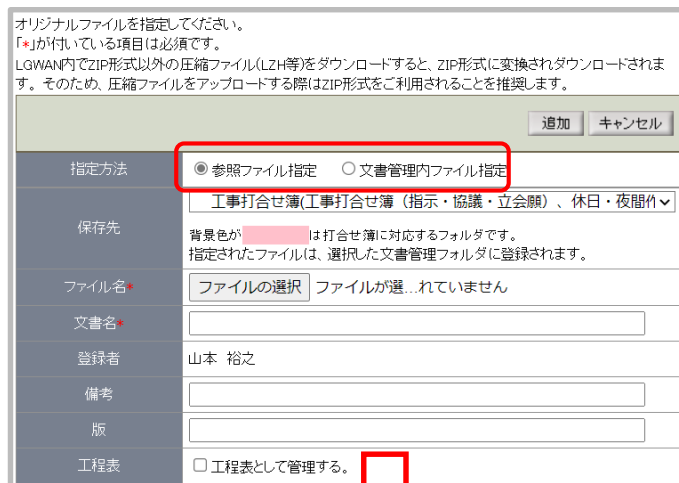 オリジナルファイルを指定してください。
「*」が付いている項目は必須です。
LGWAN内でZIP形式以外の圧縮ファイル(LZH等)をダウンロードすると、ZIP形式に変換されダウンロードされま
す。そのため、圧縮ファイルをアップロードする際はZIP形式をご利用されることを推奨します。
追加 キャンセル
指定方法 参照ファイル指定 文書管理内ファイル指定
保存先 工事打合せ簿(工事打合せ簿（指示・協議・立会願）、休日・夜間作
背景色が は打合せ簿に対応するフォルダです。
指定されたファイルは、選択した文書管理フォルダに登録されます。
ファイル名* ファイルの選択 ファイルが選...れていません
文書名*
登録者 山本 裕之
備考
版
工程表 工程表として管理する。